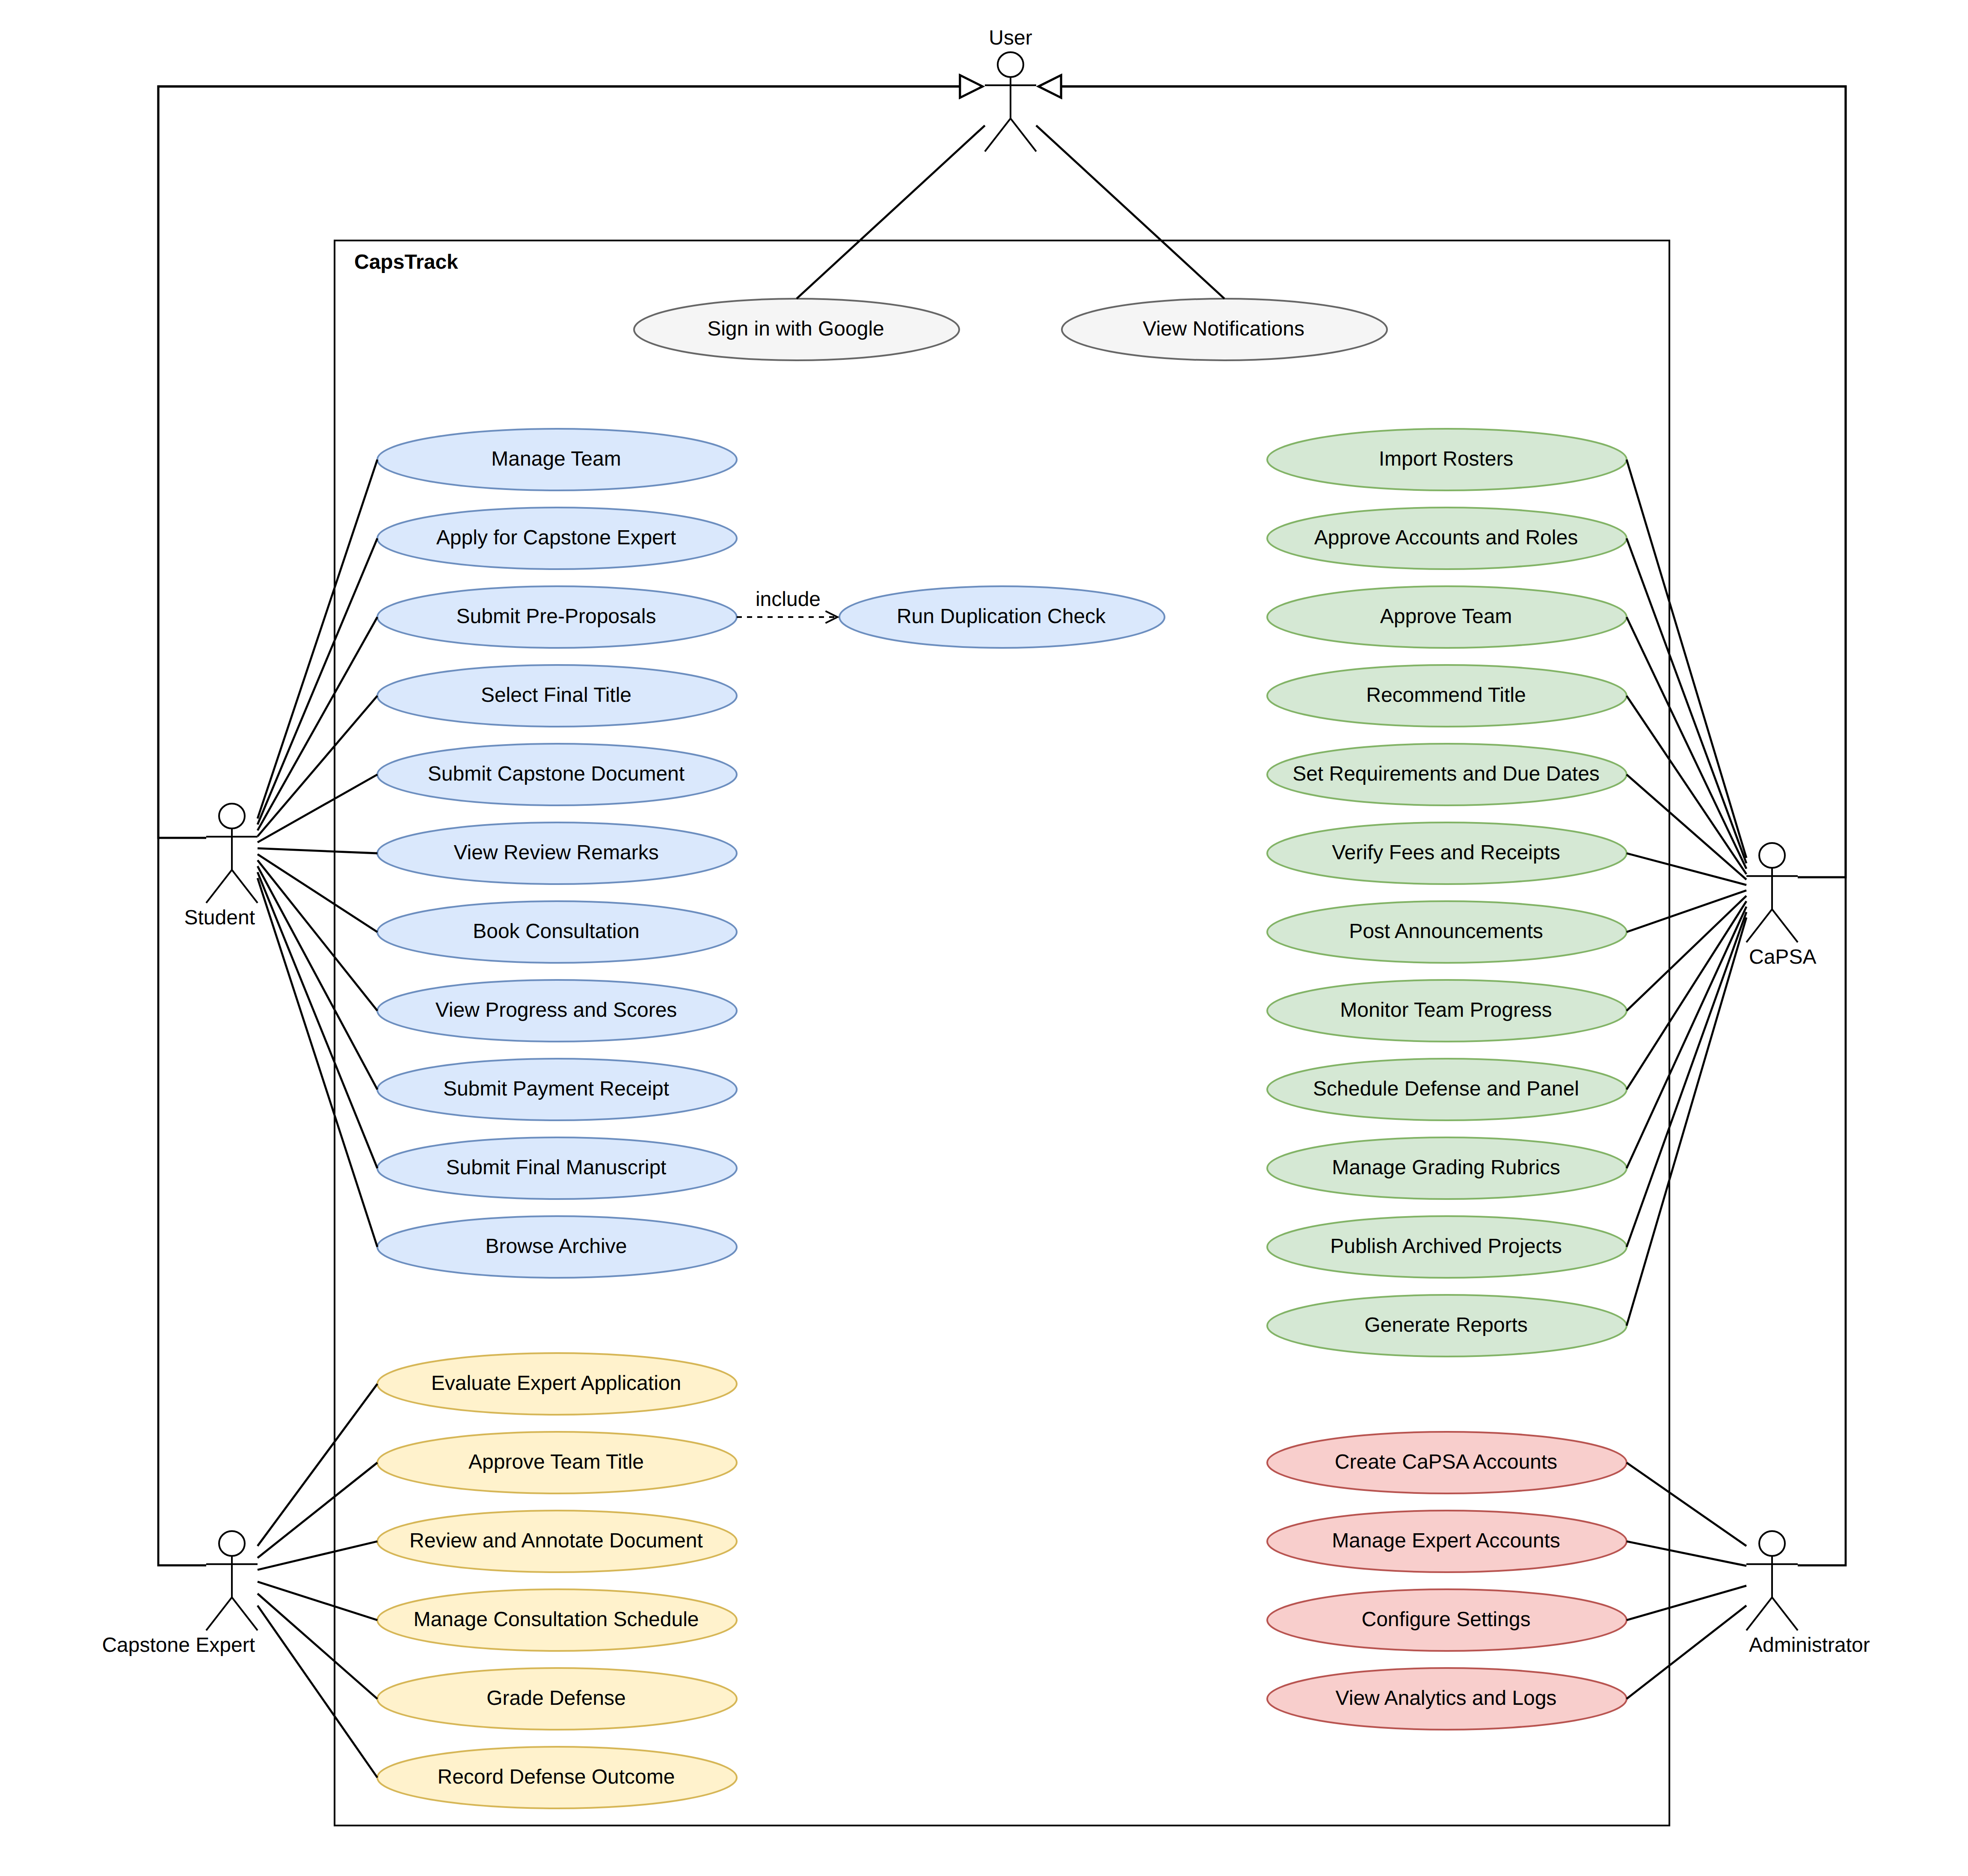 User
CapsTrack
Sign in with Google
View Notifications
Manage Team
Apply for Capstone Expert
Submit Pre-Proposals
include
Run Duplication Check
Select Final Title
Submit Capstone Document
View Review Remarks
Book Consultation
View Progress and Scores
Submit Payment Receipt
Submit Final Manuscript
Browse Archive
Student
Import Rosters
Approve Accounts and Roles
Approve Team
Recommend Title
Set Requirements and Due Dates
Verify Fees and Receipts
Post Announcements
Monitor Team Progress
Schedule Defense and Panel
Manage Grading Rubrics
Publish Archived Projects
Generate Reports
CaPSA
Evaluate Expert Application
Approve Team Title
Review and Annotate Document
Manage Consultation Schedule
Grade Defense
Record Defense Outcome
Capstone Expert
Create CaPSA Accounts
Manage Expert Accounts
Configure Settings
View Analytics and Logs
Administrator